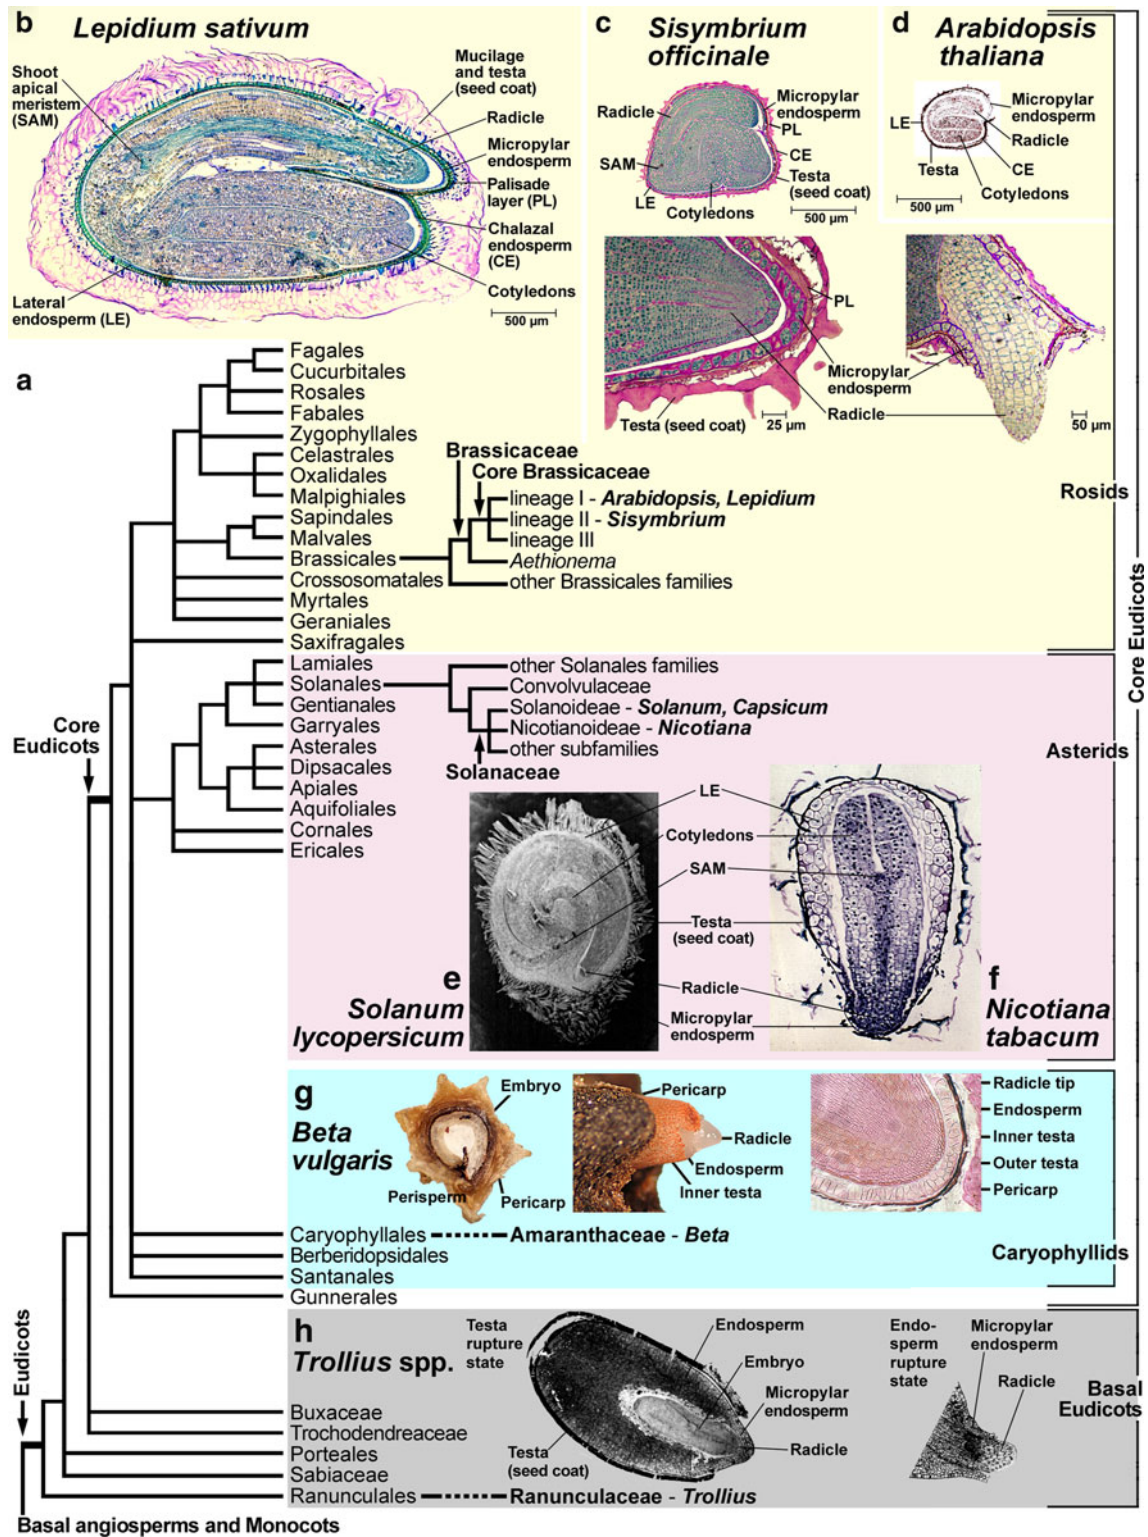 b Lepidium sativum
Shoot
apical
meristem
(SAM)
Mucilage
and testa
(seed coat)
Radicle
Micropylar
endosperm
Palisade
layer (PL)
Chalazal
endosperm
(CE)
Cotyledons
Lateral
endosperm (LE)
500 µm
c Sisymbrium
officinale
Radicle
Micropylar
endosperm
PL
CE
SAM
Testa
(seed coat)
LE
Cotyledons
500 µm
PL
Micropylar
endosperm
Radicle
Testa (seed coat)
25 µm
d Arabidopsis
thaliana
Micropylar
endosperm
LE
Radicle
CE
Testa
Cotyledons
500 µm
50 µm
a
Fagales
Cucurbitales
Rosales
Fabales
Zygophyllales
Celastrales
Oxalidales
Malpighiales
Sapindales
Malvales
Brassicales
Crossosomatales
Myrtales
Geraniales
Saxifragales
Brassicaceae
Core Brassicaceae
lineage I - Arabidopsis, Lepidium
lineage II - Sisymbrium
lineage III
Aethionema
other Brassicales families
Rosids
Core Eudicots
Lamiales
Solanales
Gentianales
Garryales
Asterales
Dipsacales
Apiales
Aquifoliales
Cornales
Ericales
other Solanales families
Convolvulaceae
Solanoideae - Solanum, Capsicum
Nicotianoideae - Nicotiana
other subfamilies
Solanaceae
Asterids
Core
Eudicots
LE
Cotyledons
SAM
Testa
(seed coat)
Radicle
Micropylar
endosperm
e
Solanum
lycopersicum
f
Nicotiana
tabacum
g
Beta
vulgaris
Embryo
Perisperm
Pericarp
Pericarp
Radicle
Endosperm
Inner testa
Radicle tip
Endosperm
Inner testa
Outer testa
Pericarp
Caryophyllales
Amaranthaceae - Beta
Berberidopsidales
Santanales
Gunnerales
Caryophyllids
h
Trollius spp.
Testa
rupture
state
Endosperm
Embryo
Micropylar
endosperm
Radicle
Testa
(seed coat)
Endo-
sperm
rupture
state
Micropylar
endosperm
Radicle
Basal
Eudicots
Buxaceae
Trochodendreaceae
Porteales
Sabiaceae
Ranunculales
Ranunculaceae - Trollius
Eudicots
Basal angiosperms and Monocots